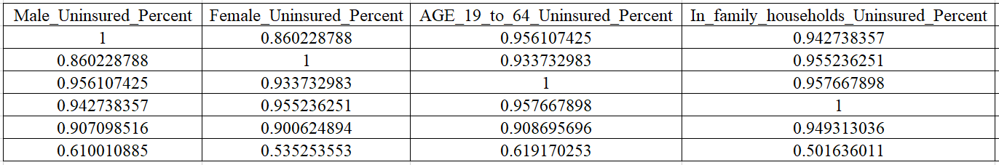 Male_Uninsured_Percent Female_Uninsured_Percent AGE_19_to_64_Uninsured_Percent In_family_households_Uninsured_Percent
1 0.860228788 0.956107425 0.942738357
0.860228788 1 0.933732983 0.955236251
0.956107425 0.933732983 1 0.957667898
0.942738357 0.955236251 0.957667898 1
0.907098516 0.900624894 0.908695696 0.949313036
0.610010885 0.535253553 0.619170253 0.501636011